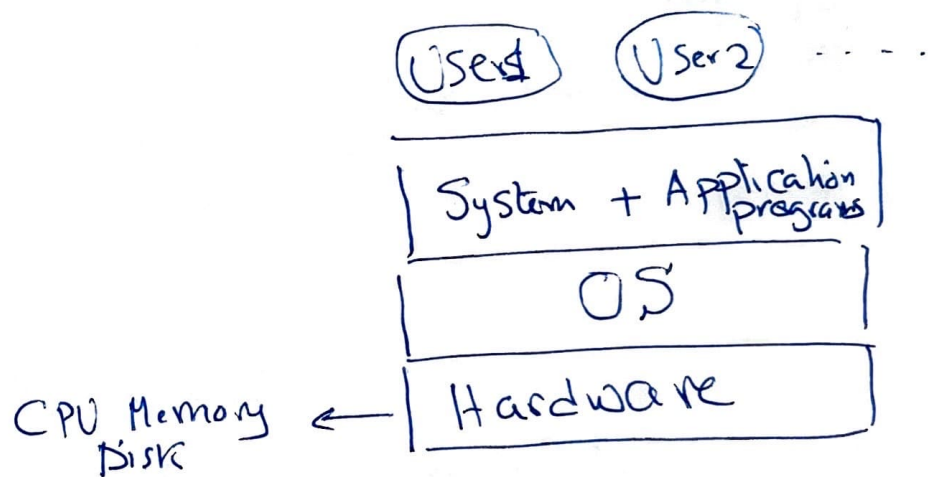 User1 User2 .....
System + Application
programs
OS
Hardware
CPU Memory
Disk